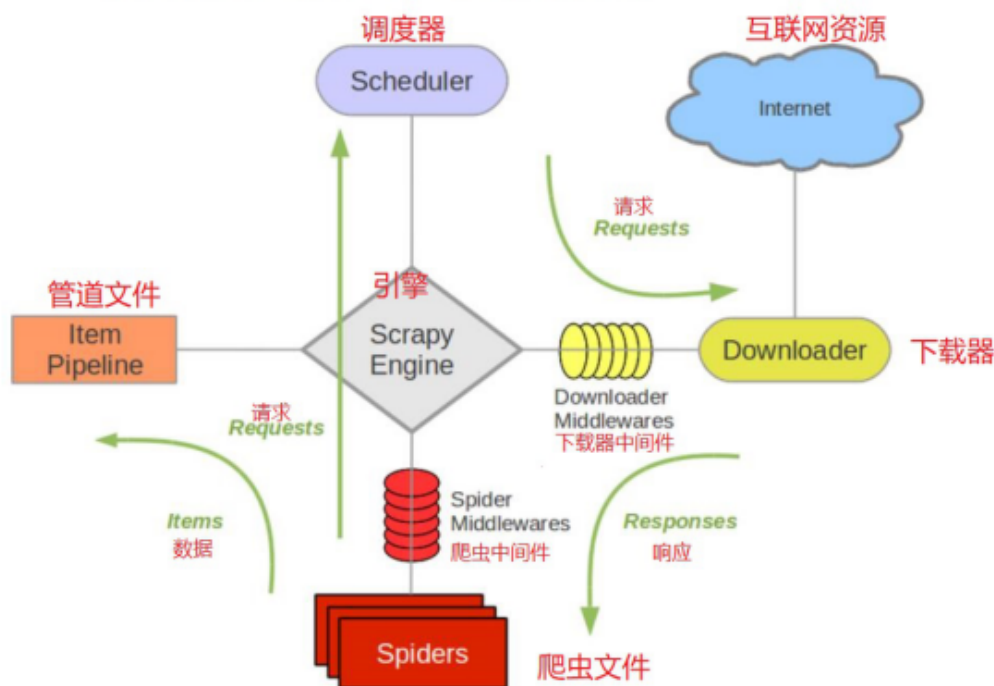 调度器
Scheduler
互联网资源
Internet
请求
Requests
管道文件
Item
Pipeline
引擎
Scrapy
Engine
Downloader
下载器
Downloader
Middlewares
下载器中间件
请求
Requests
Spider
Middlewares
爬虫中间件
Items
数据
Responses
响应
Spiders
爬虫文件